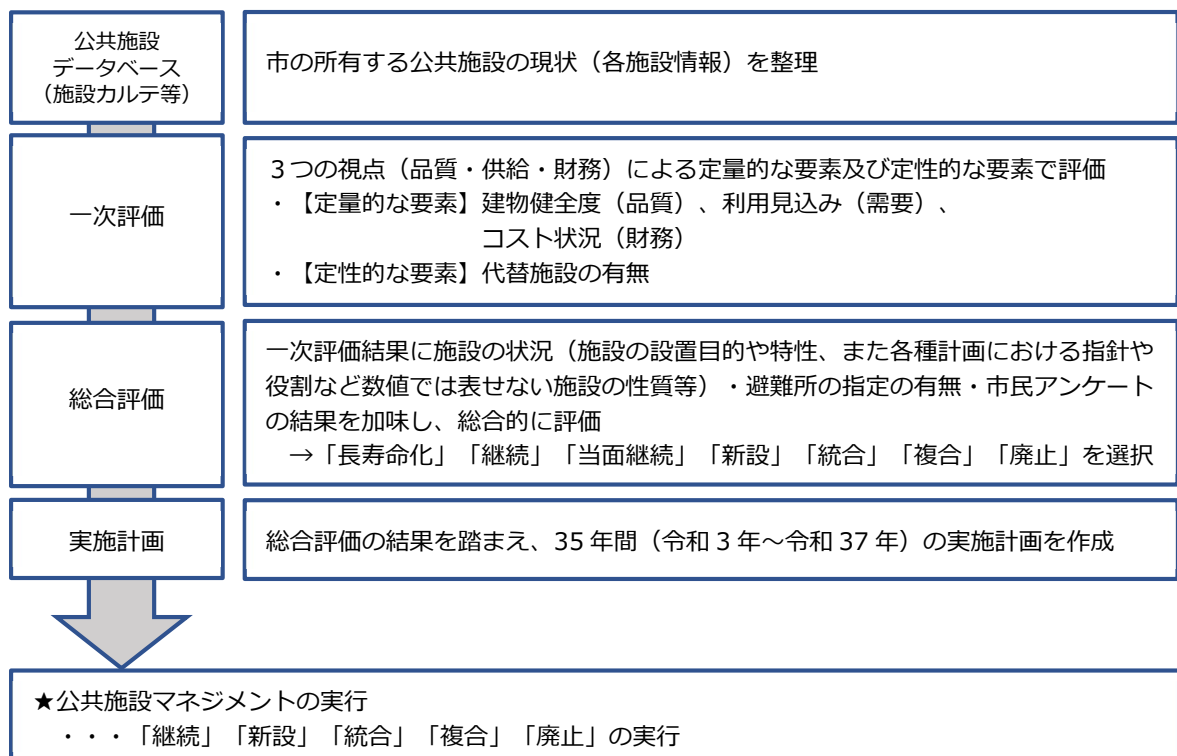 公共施設
データベース
（施設カルテ等）
市の所有する公共施設の現状（各施設情報）を整理
一次評価
３つの視点（品質・供給・財務）による定量的な要素及び定性的な要素で評価
・【定量的な要素】建物健全度（品質）、利用見込み（需要）、
コスト状況（財務）
・【定性的な要素】代替施設の有無
総合評価
一次評価結果に施設の状況（施設の設置目的や特性、また各種計画における指針や
役割など数値では表せない施設の性質等）・避難所の指定の有無・市民アンケート
の結果を加味し、総合的に評価
→「長寿命化」「継続」「当面継続」「新設」「統合」「複合」「廃止」を選択
実施計画
総合評価の結果を踏まえ、35 年間（令和 3 年～令和 37 年）の実施計画を作成
★公共施設マネジメントの実行
・・・「継続」「新設」「統合」「複合」「廃止」の実行